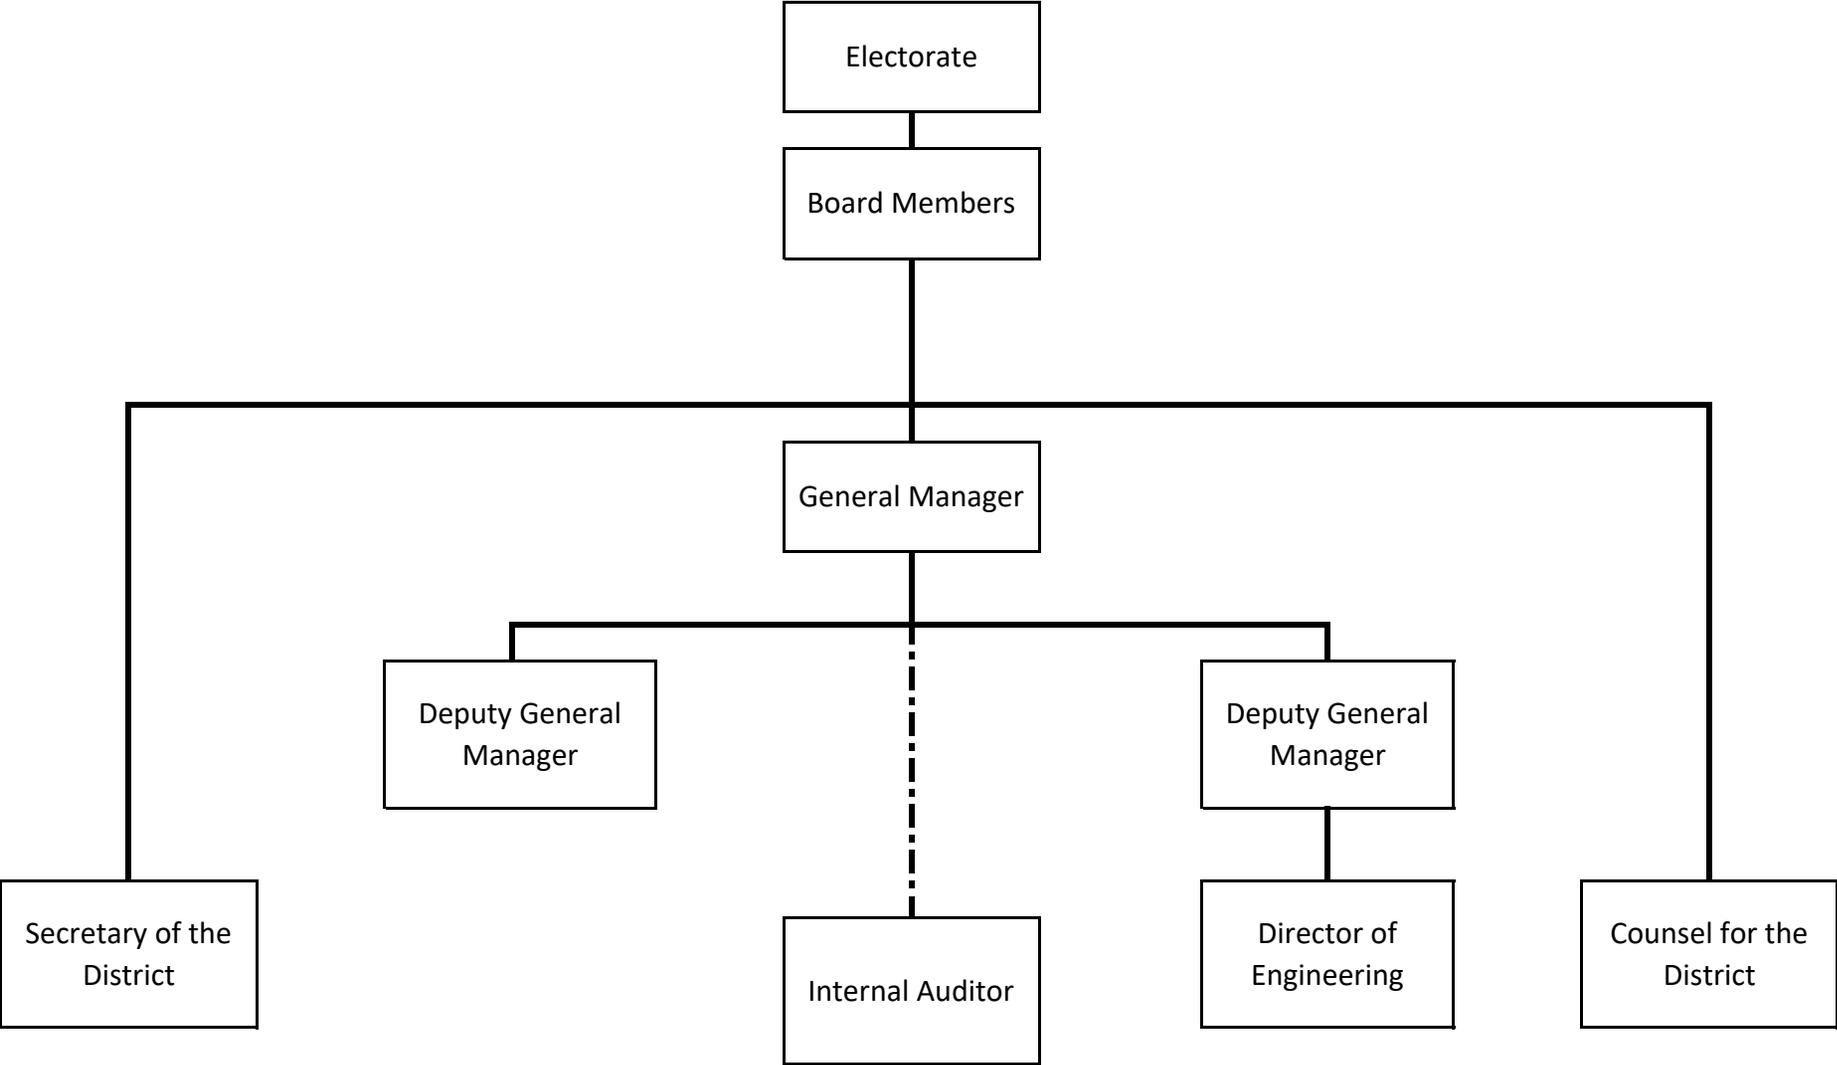 Electorate
Board Members
General Manager
Deputy General
Manager
Deputy General
Manager
Secretary of the
District
Internal Auditor
Director of
Engineering
Counsel for the
District